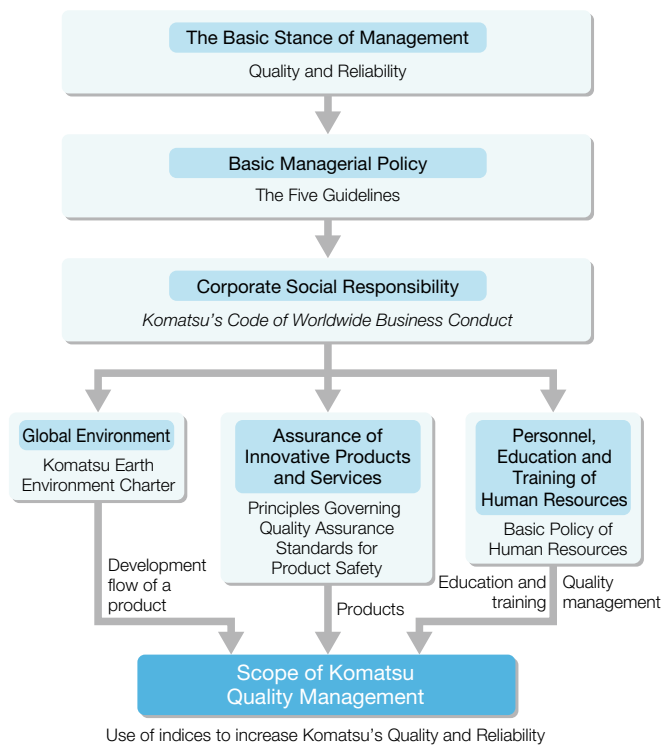 The Basic Stance of Management
Quality and Reliability
Basic Managerial Policy
The Five Guidelines
Corporate Social Responsibility
Komatsu's Code of Worldwide Business Conduct
Global Environment
Komatsu Earth
Environment Charter
Assurance of
Innovative Products
and Services
Principles Governing
Quality Assurance
Standards for
Product Safety
Personnel,
Education and
Training of
Human Resources
Basic Policy of
Human Resources
Development
flow of a
product
Products
Education and
training
Quality
management
Scope of Komatsu
Quality Management
Use of indices to increase Komatsu's Quality and Reliability